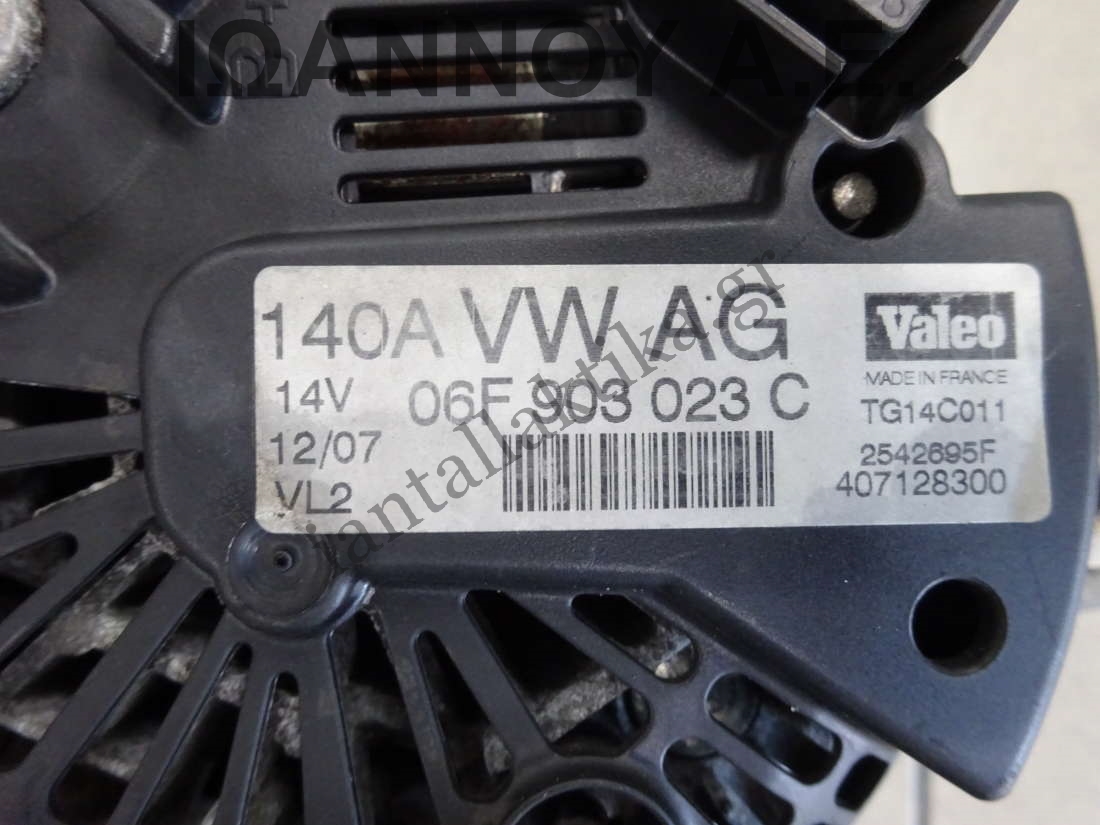 ΙΩΑΝΝΟΥ Α.Ε.
140A VW AG
14V 06F 903 023 C
12/07
VL2
Valeo
MADE IN FRANCE
TG14C011
2542695F
407128300
iantallaktika.gr